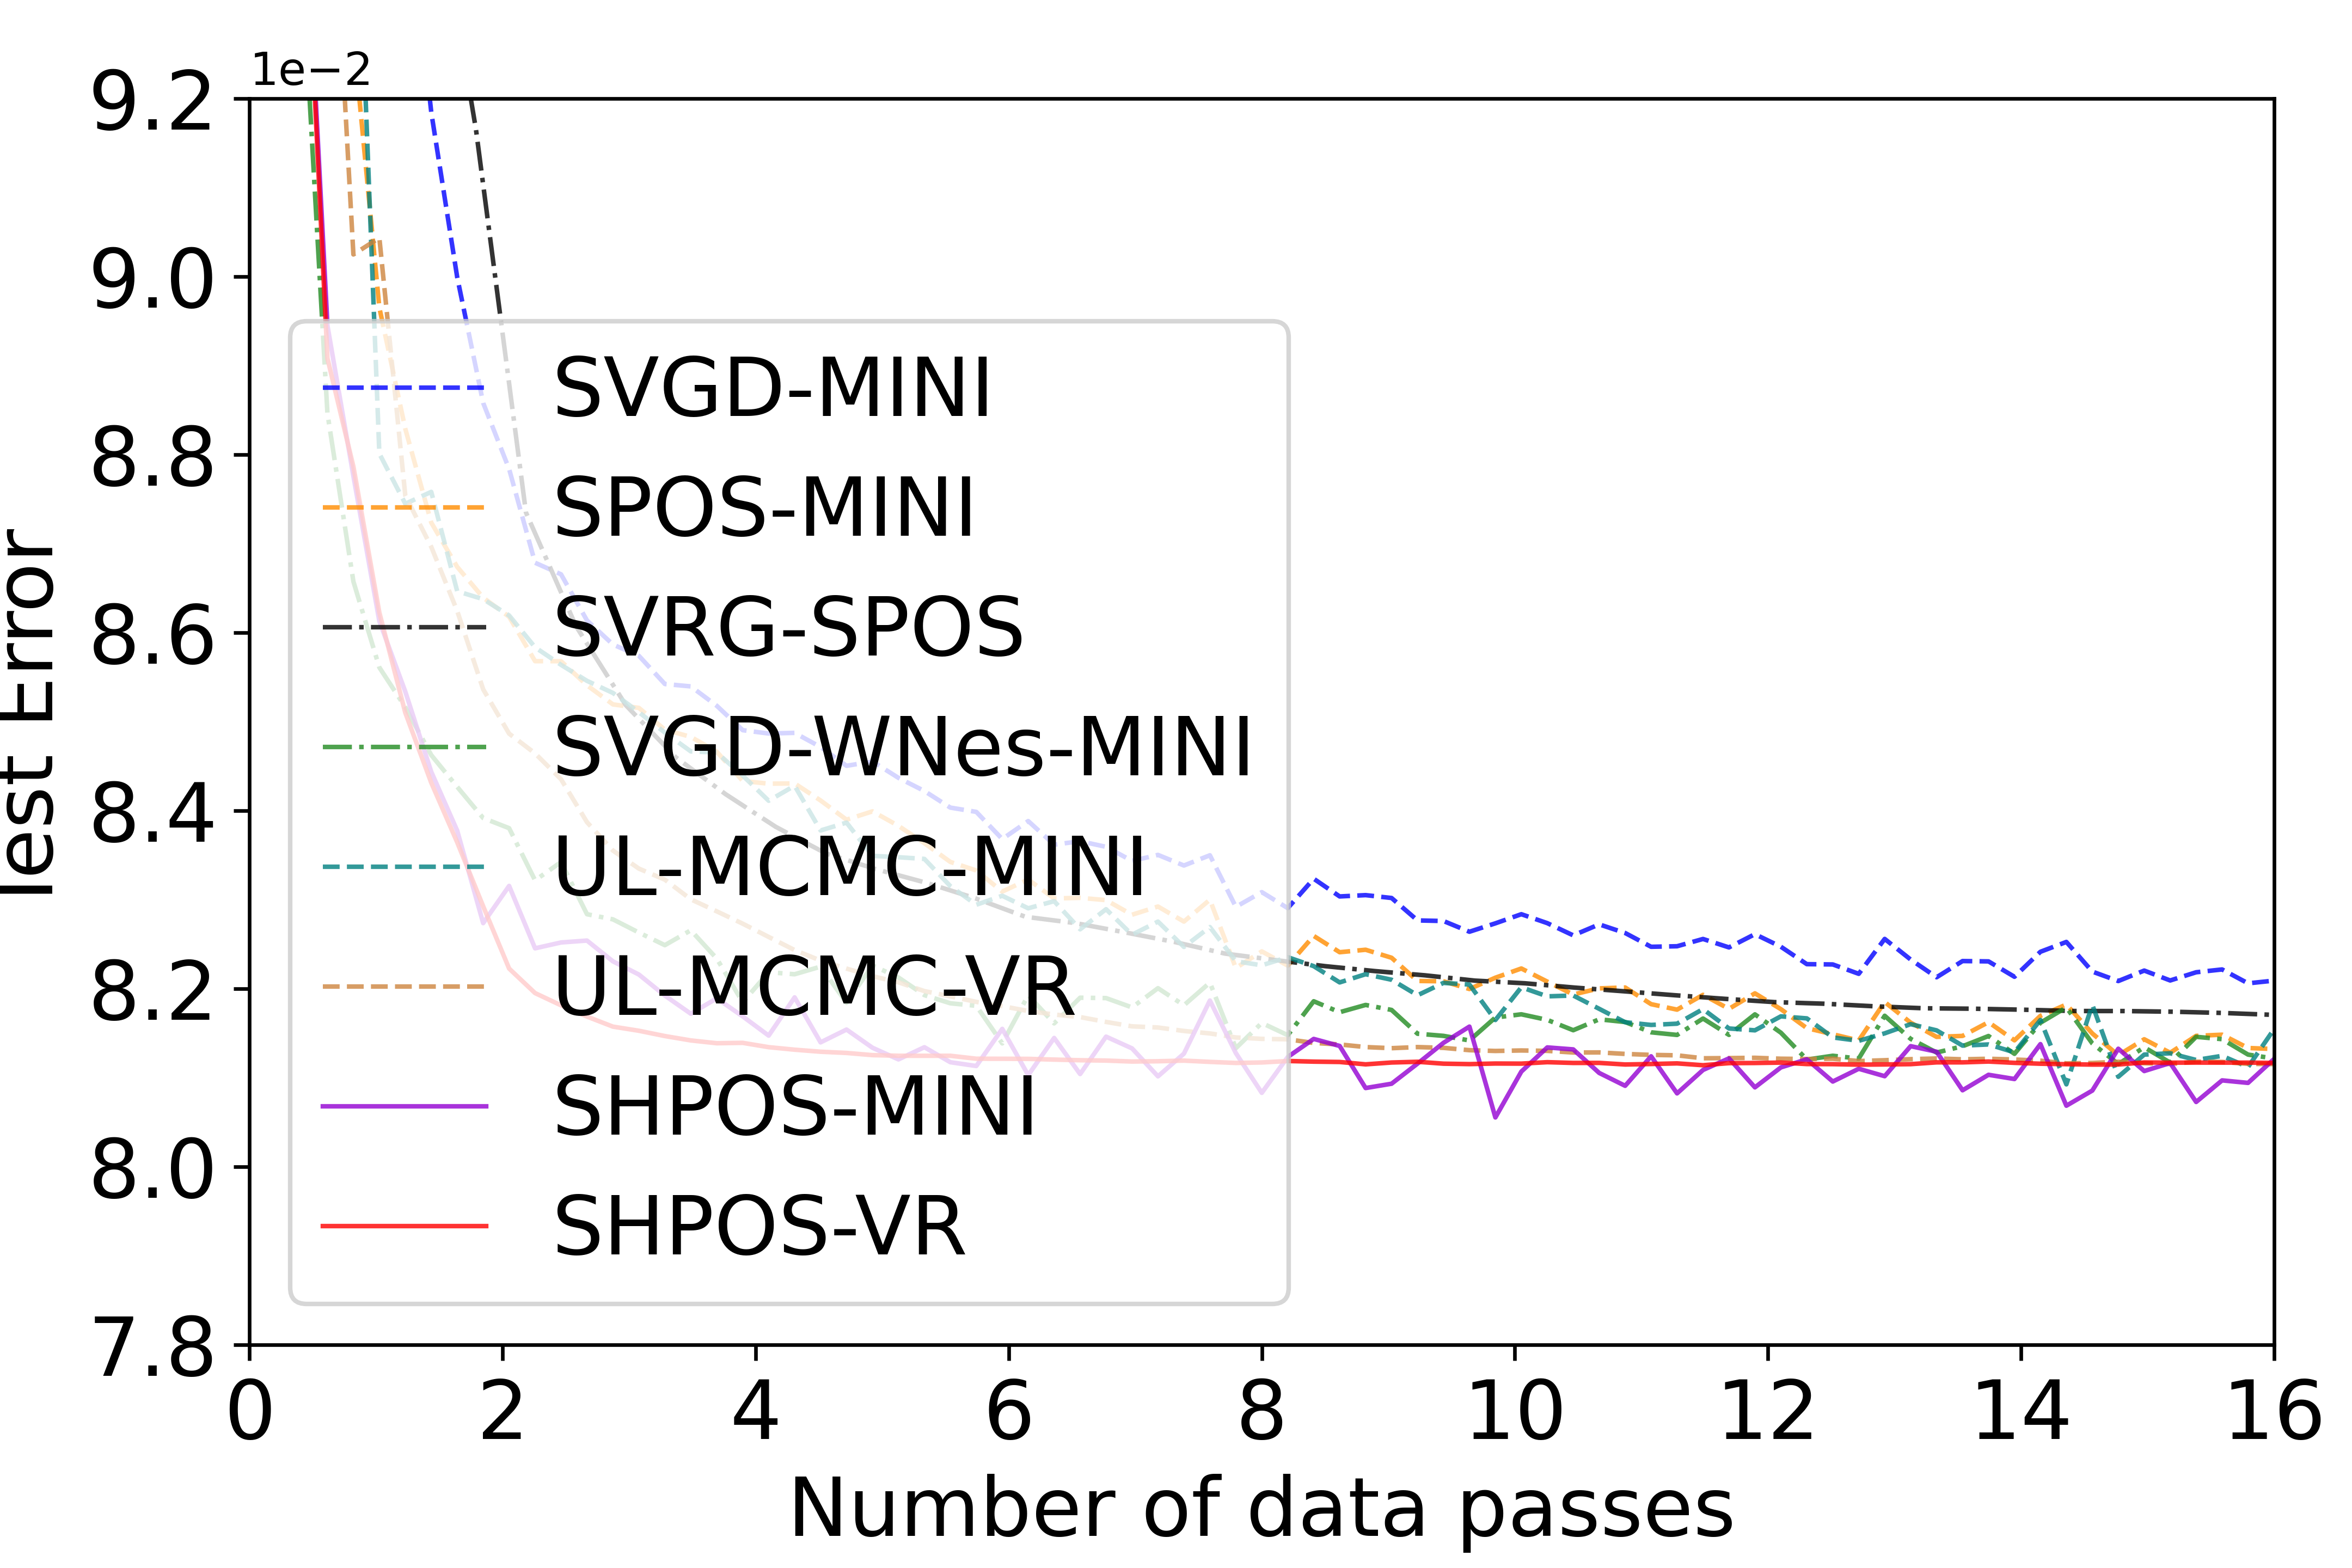 1e−2
9.2
9.0
8.8
8.6
8.4
8.2
8.0
7.8
Test Error
SVGD-MINI
SPOS-MINI
SVRG-SPOS
SVGD-WNes-MINI
UL-MCMC-MINI
UL-MCMC-VR
SHPOS-MINI
SHPOS-VR
0 2 4 6 8 10 12 14 16
Number of data passes